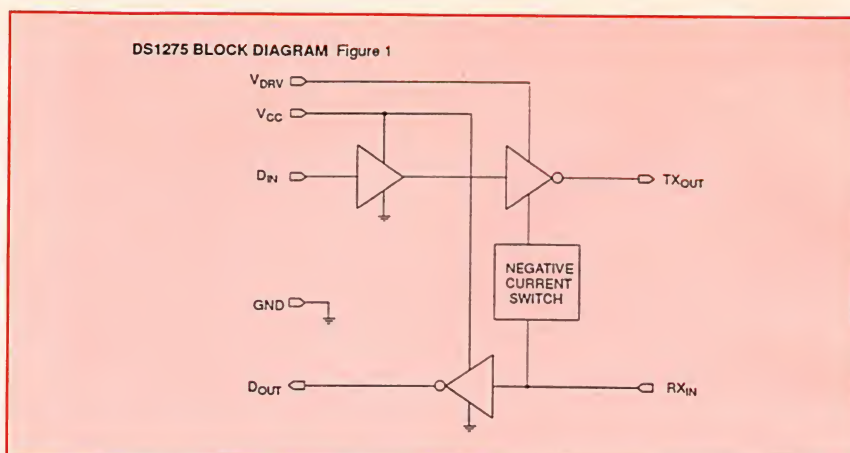 DS1275 BLOCK DIAGRAM Figure 1
VDRV
VCC
DIN
TXOUT
NEGATIVE
CURRENT
SWITCH
GND
DOUT
RXIN